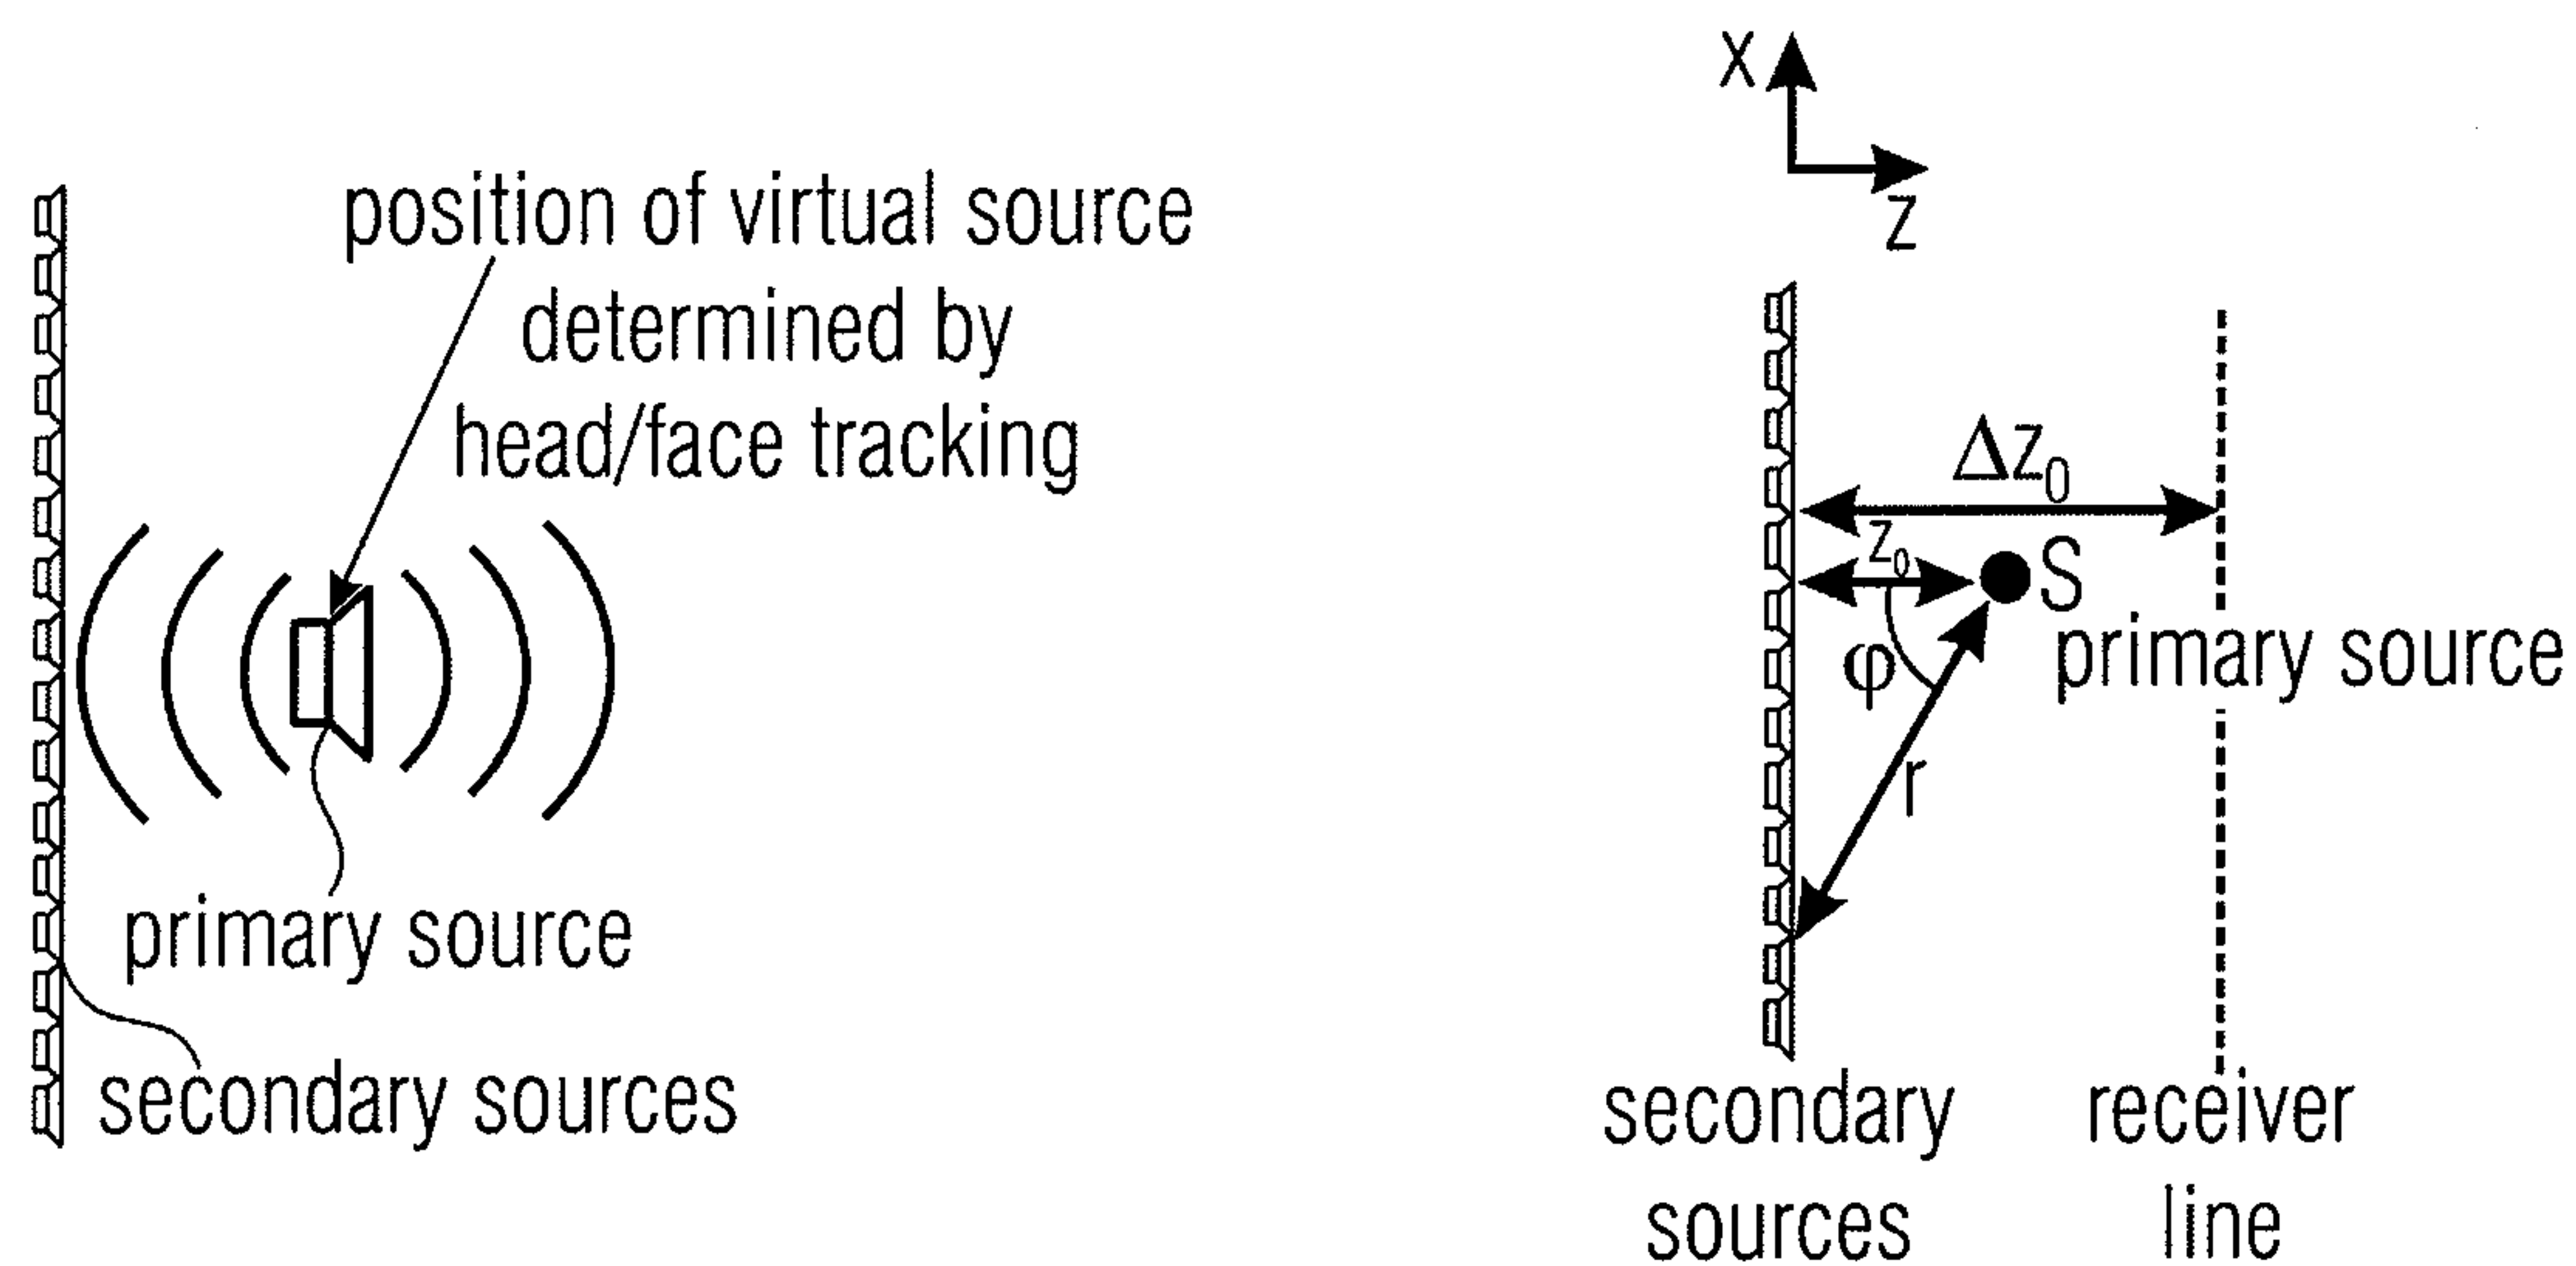 position of virtual source
determined by
head/face tracking
primary source
secondary sources
X
Z
ΔZ₀
Z₀
S
primary source
φ
r
secondary
sources
receiver
line